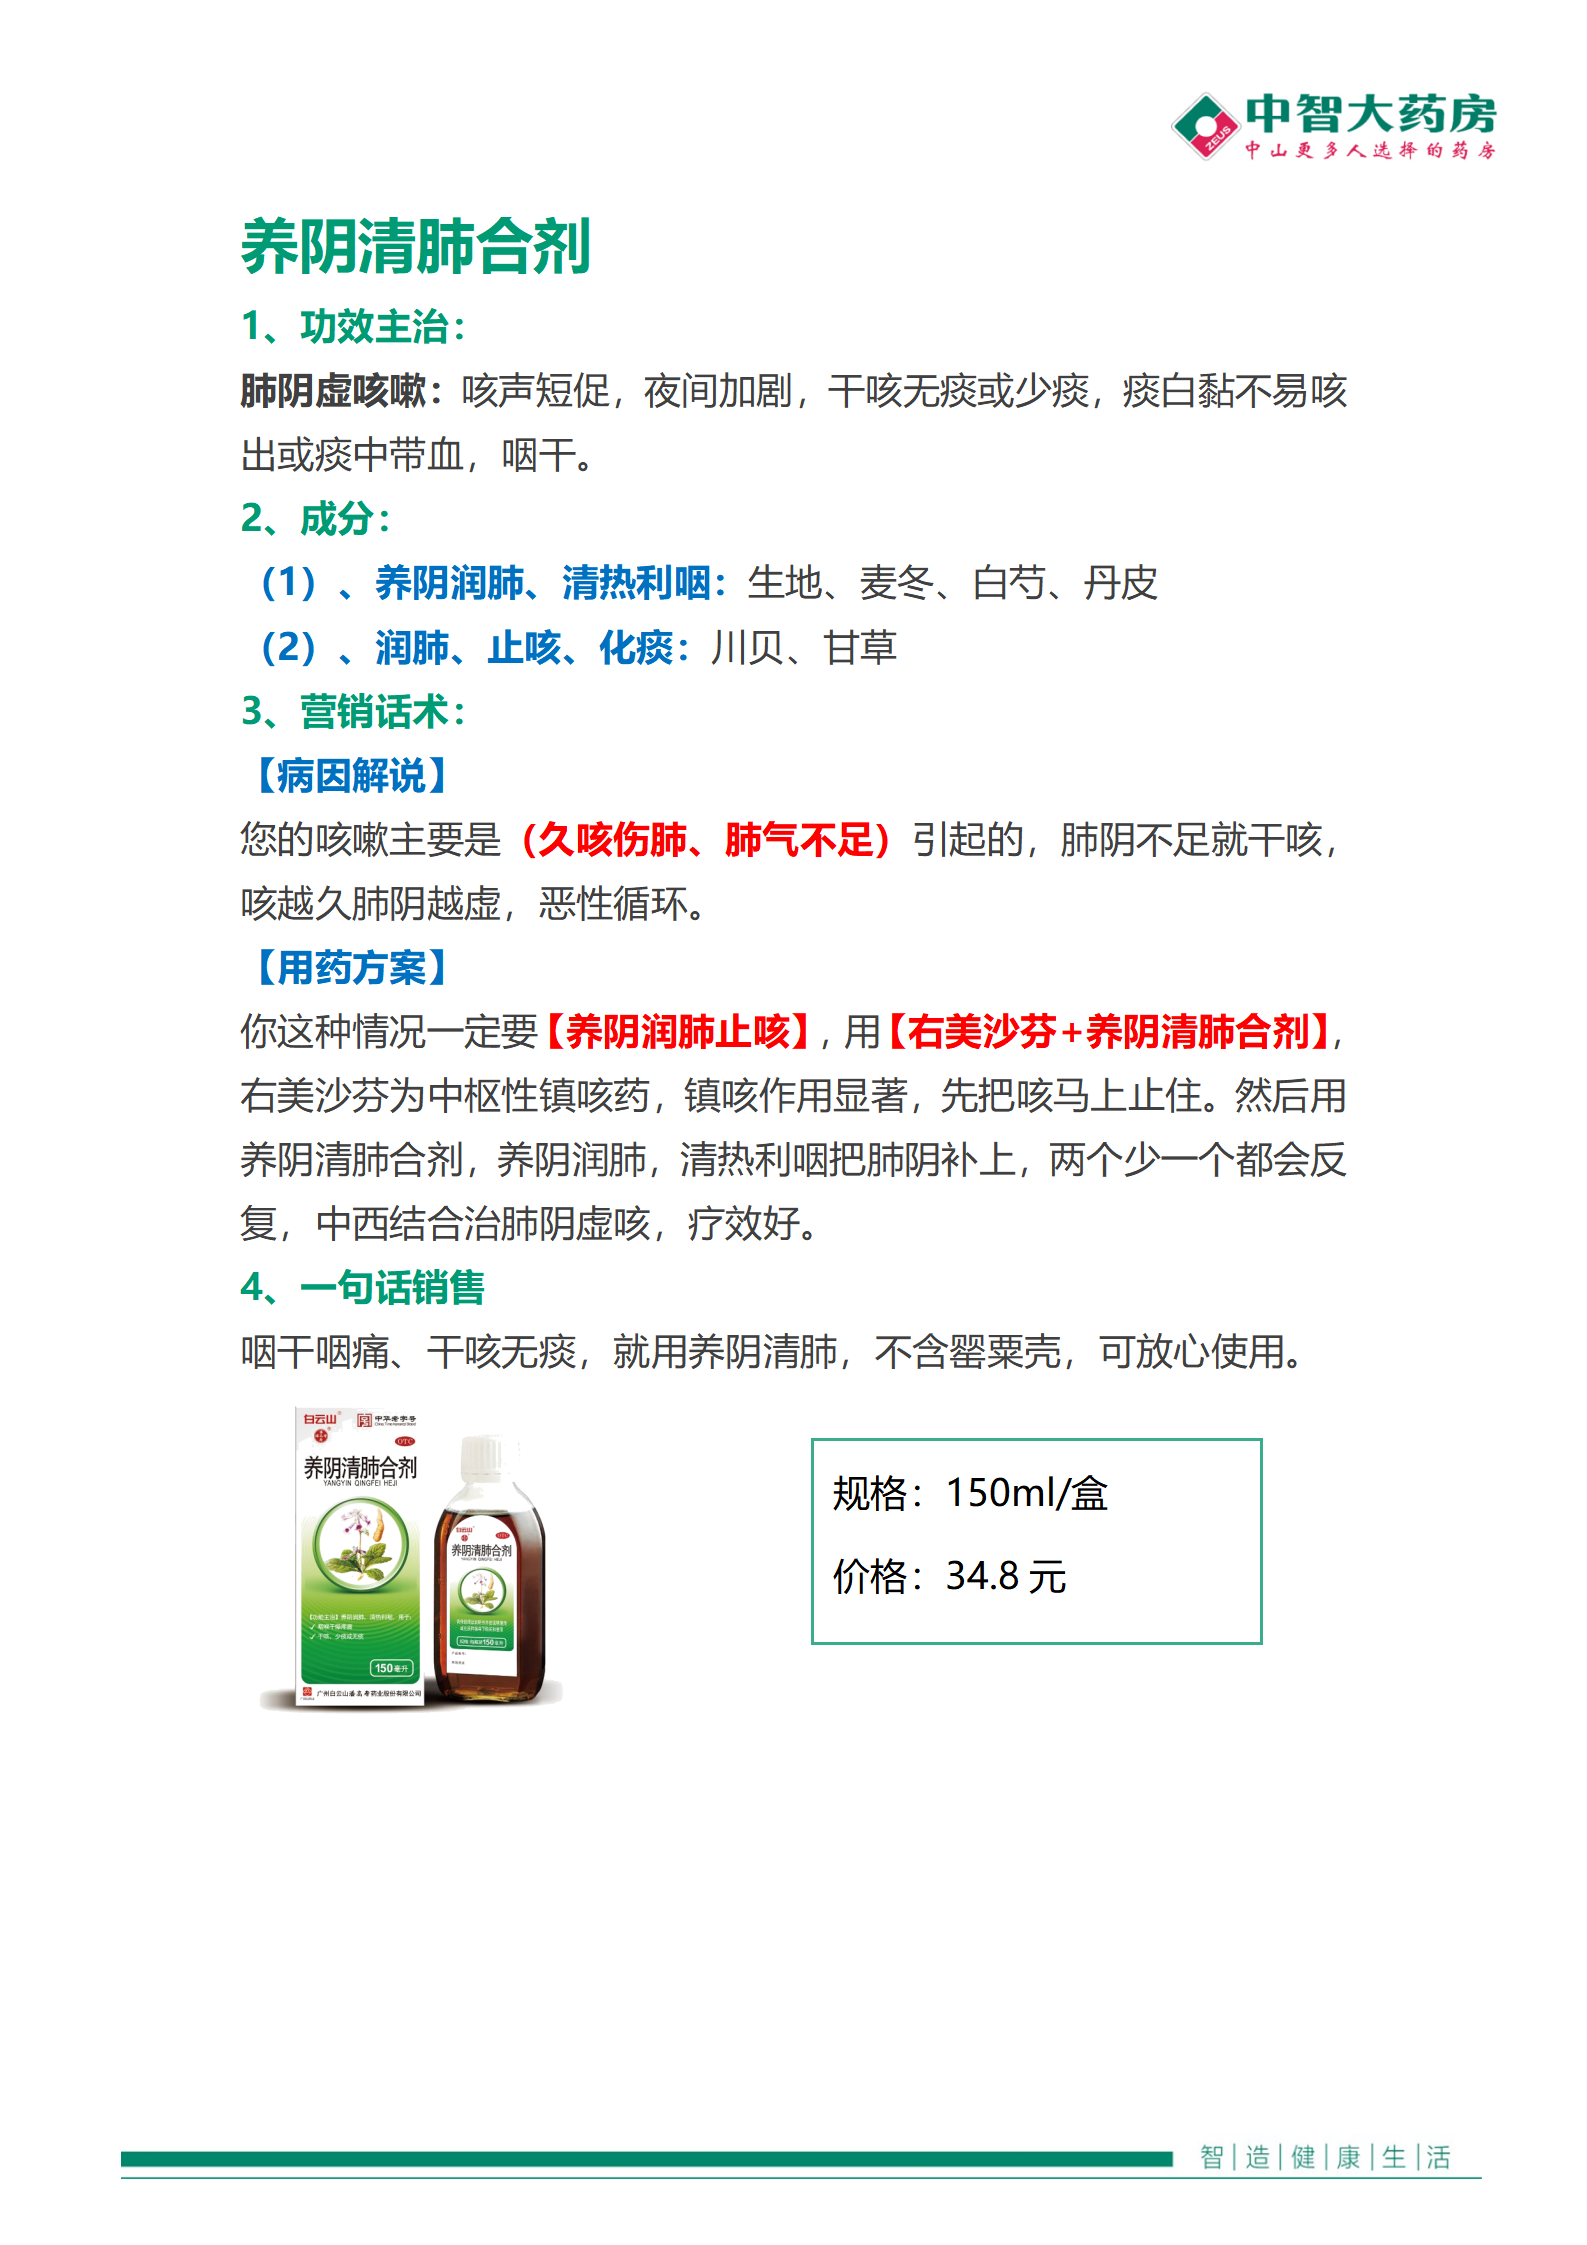 中智大药房
ZEUS
中山更多人选择的药房
养阴清肺合剂
1、功效主治：
肺阴虚咳嗽：咳声短促，夜间加剧，干咳无痰或少痰，痰白黏不易咳
出或痰中带血，咽干。
2、成分：
（1）、养阴润肺、清热利咽：生地、麦冬、白芍、丹皮
（2）、润肺、止咳、化痰：川贝、甘草
3、营销话术：
【病因解说】
您的咳嗽主要是（久咳伤肺、肺气不足）引起的，肺阴不足就干咳，
咳越久肺阴越虚，恶性循环。
【用药方案】
你这种情况一定要【养阴润肺止咳】，用【右美沙芬+养阴清肺合剂】，
右美沙芬为中枢性镇咳药，镇咳作用显著，先把咳马上止住。然后用
养阴清肺合剂，养阴润肺，清热利咽把肺阴补上，两个少一个都会反
复，中西结合治肺阴虚咳，疗效好。
4、一句话销售
咽干咽痛、干咳无痰，就用养阴清肺，不含罂粟壳，可放心使用。
白云山
中华老字号
OTC
养阴清肺合剂
YANGYIN QINGFEI HEJI
150毫升
广州白云山潘高寿药业股份有限公司
白云山
OTC
养阴清肺合剂
YANGYIN QINGFEI HEJI
规格：150ml/盒
价格：34.8 元
智|造|健|康|生|活